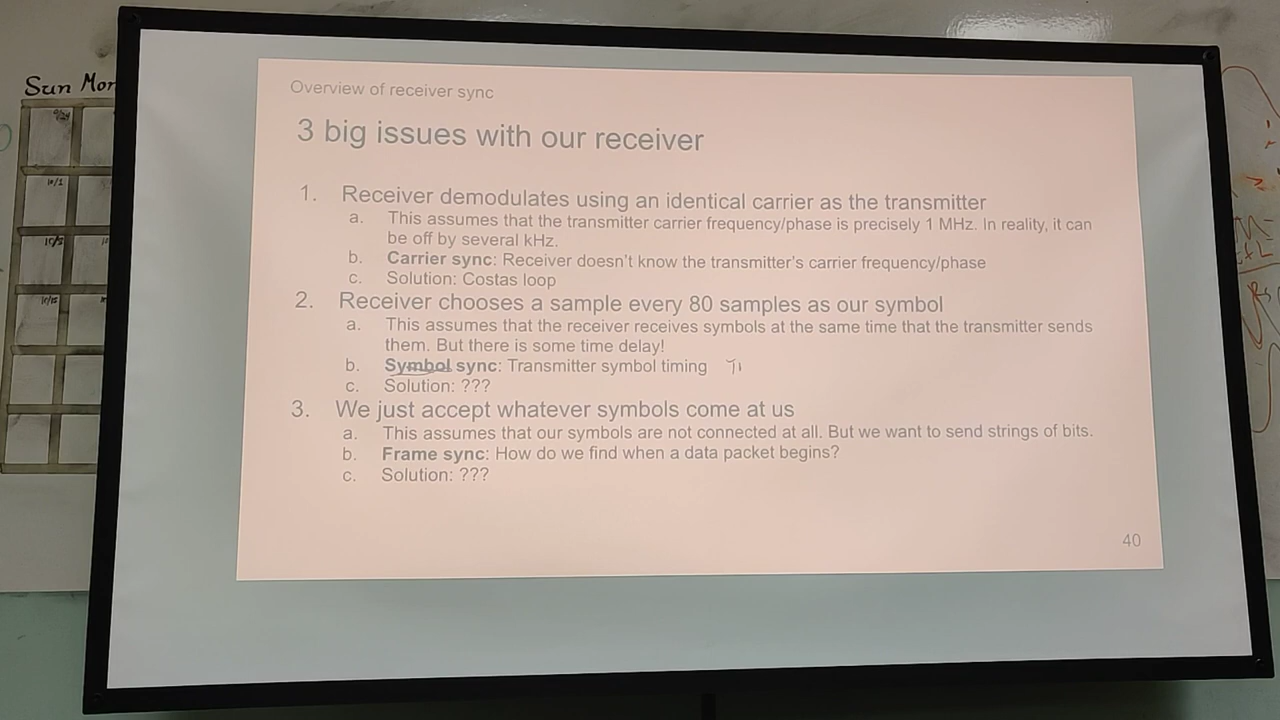 Sun Mon
10/1
10/15
Overview of receiver sync
3 big issues with our receiver
1. Receiver demodulates using an identical carrier as the transmitter
a. This assumes that the transmitter carrier frequency/phase is precisely 1 MHz. In reality, it can
be off by several kHz.
b. Carrier sync: Receiver doesn't know the transmitter's carrier frequency/phase
c. Solution: Costas loop
2. Receiver chooses a sample every 80 samples as our symbol
a. This assumes that the receiver receives symbols at the same time that the transmitter sends
them. But there is some time delay!
b. Symbol sync: Transmitter symbol timing
c. Solution: ???
3. We just accept whatever symbols come at us
a. This assumes that our symbols are not connected at all. But we want to send strings of bits.
b. Frame sync: How do we find when a data packet begins?
c. Solution: ???
40